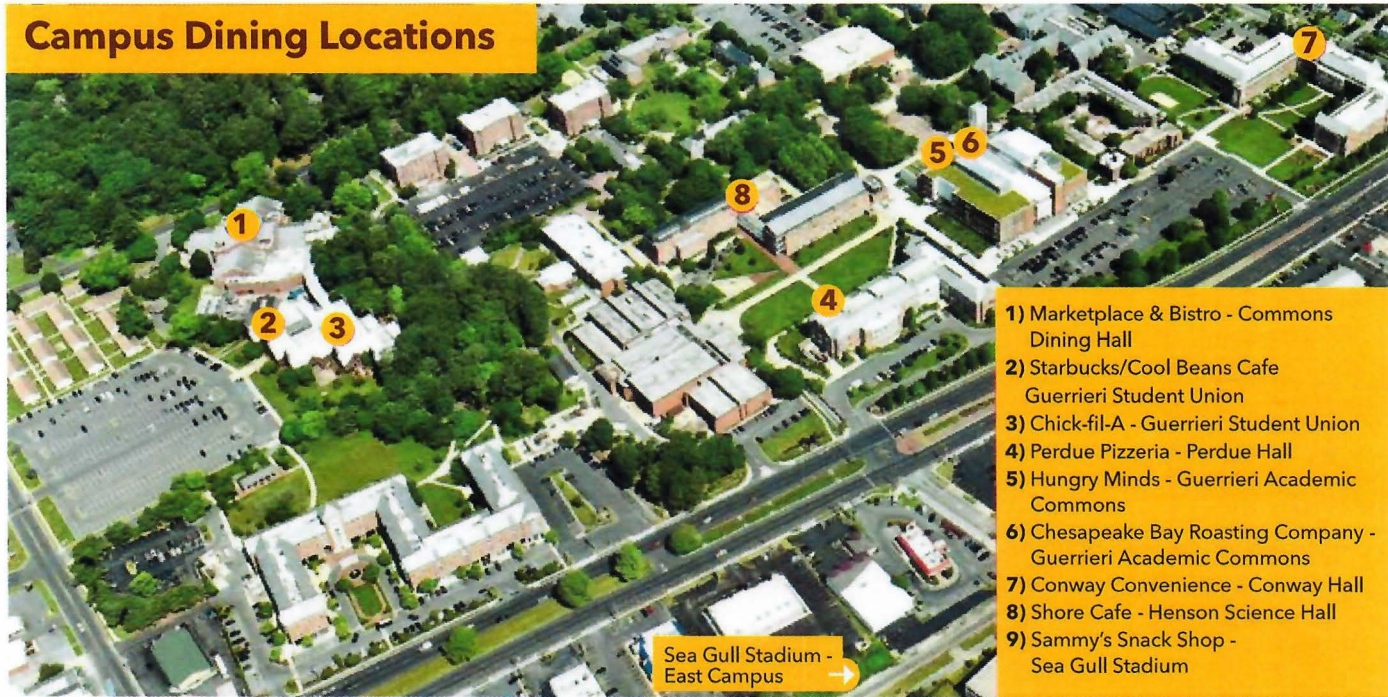 Campus Dining Locations
7
6
5
8
1
4
2
3
1) Marketplace & Bistro - Commons
Dining Hall
2) Starbucks/Cool Beans Cafe
Guerrieri Student Union
3) Chick-fil-A - Guerrieri Student Union
4) Perdue Pizzeria - Perdue Hall
5) Hungry Minds - Guerrieri Academic
Commons
6) Chesapeake Bay Roasting Company -
Guerrieri Academic Commons
7) Conway Convenience - Conway Hall
8) Shore Cafe - Henson Science Hall
9) Sammy's Snack Shop -
Sea Gull Stadium
Sea Gull Stadium -
East Campus →